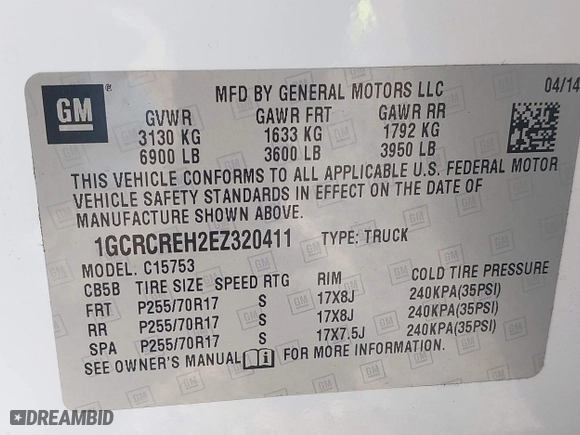 GM
MFD BY GENERAL MOTORS LLC 04/14
GVWR GAWR FRT GAWR RR
3130 KG 1633 KG 1792 KG
6900 LB 3600 LB 3950 LB
THIS VEHICLE CONFORMS TO ALL APPLICABLE U.S. FEDERAL MOTOR
VEHICLE SAFETY STANDARDS IN EFFECT ON THE DATE OF
MANUFACTURE SHOWN ABOVE.
1GCRCREH2EZ320411 TYPE: TRUCK
MODEL: C15753
CB5B TIRE SIZE SPEED RTG RIM COLD TIRE PRESSURE
FRT P255/70R17 S 17X8J 240KPA(35PSI)
RR P255/70R17 S 17X8J 240KPA(35PSI)
SPA P255/70R17 S 17X7.5J 240KPA(35PSI)
SEE OWNER'S MANUAL FOR MORE INFORMATION.
DREAMBID